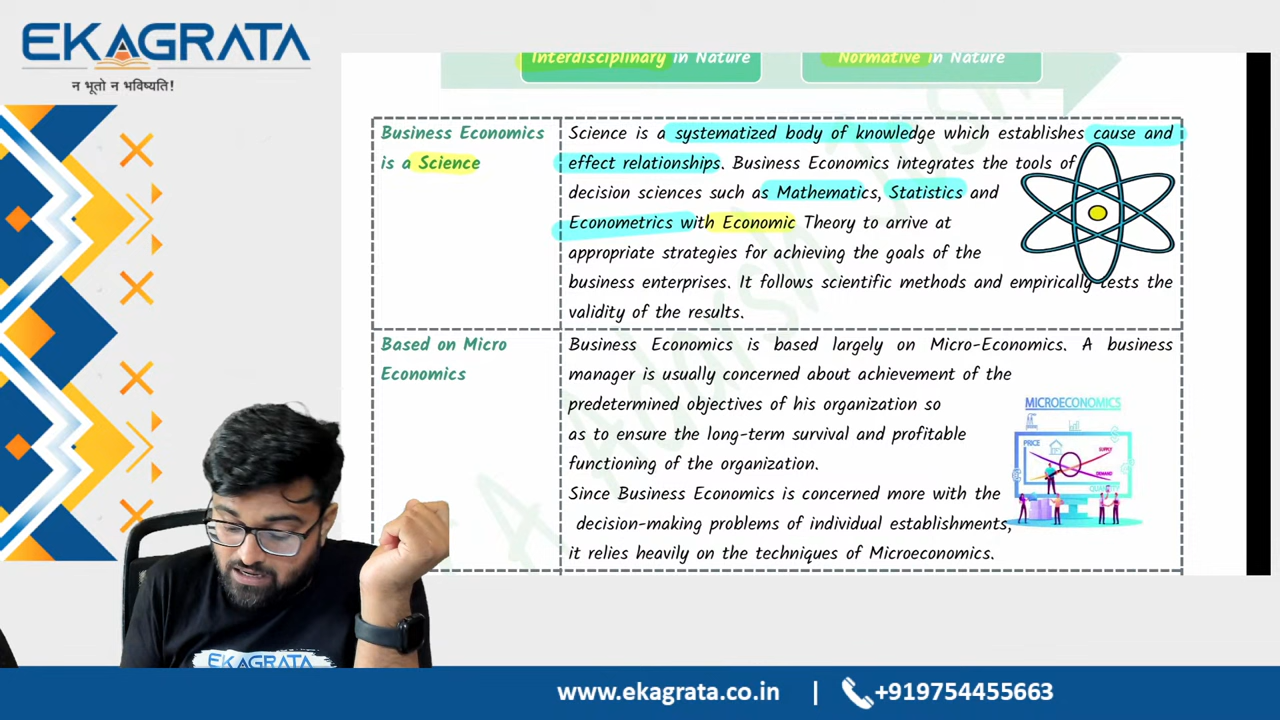 EKAGRATA
न भूतो न भविष्यति!
Interdisciplinary in Nature
Normative in Nature
Business Economics
is a Science
Science is a systematized body of knowledge which establishes cause and
effect relationships. Business Economics integrates the tools of
decision sciences such as Mathematics, Statistics and
Econometrics with Economic Theory to arrive at
appropriate strategies for achieving the goals of the
business enterprises. It follows scientific methods and empirically tests the
validity of the results.
Based on Micro
Economics
Business Economics is based largely on Micro-Economics. A business
manager is usually concerned about achievement of the
predetermined objectives of his organization so
as to ensure the long-term survival and profitable
functioning of the organization.
Since Business Economics is concerned more with the
decision-making problems of individual establishments,
it relies heavily on the techniques of Microeconomics.
MICROECONOMICS
PRICE
SUPPLY
DEMAND
QUANTITY
EKAGRATA
www.ekagrata.co.in | +919754455663